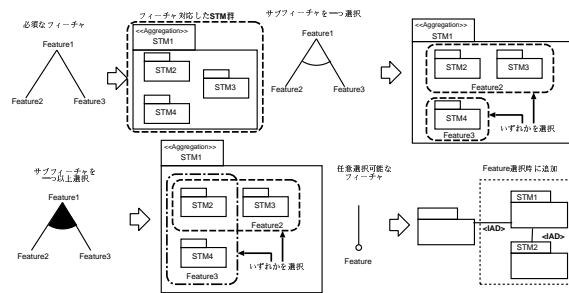 必須なフィーチャ
Feature1
Feature2
Feature3
フィーチャ対応したSTM群
<<Aggregation>>
STM1
STM2
STM3
STM4
サブフィーチャを一つ選択
Feature1
Feature2
Feature3
<<Aggregation>>
STM1
STM2
STM3
Feature2
STM4
Feature3
いずれかを選択
サブフィーチャを
一つ以上選択
Feature1
Feature2
Feature3
<<Aggregation>>
STM1
STM2
STM3
Feature2
STM4
Feature3
いずれかを選択
任意選択可能な
フィーチャ
Feature
Feature選択時に追加
STM1
<IAD>
<IAD>
STM2